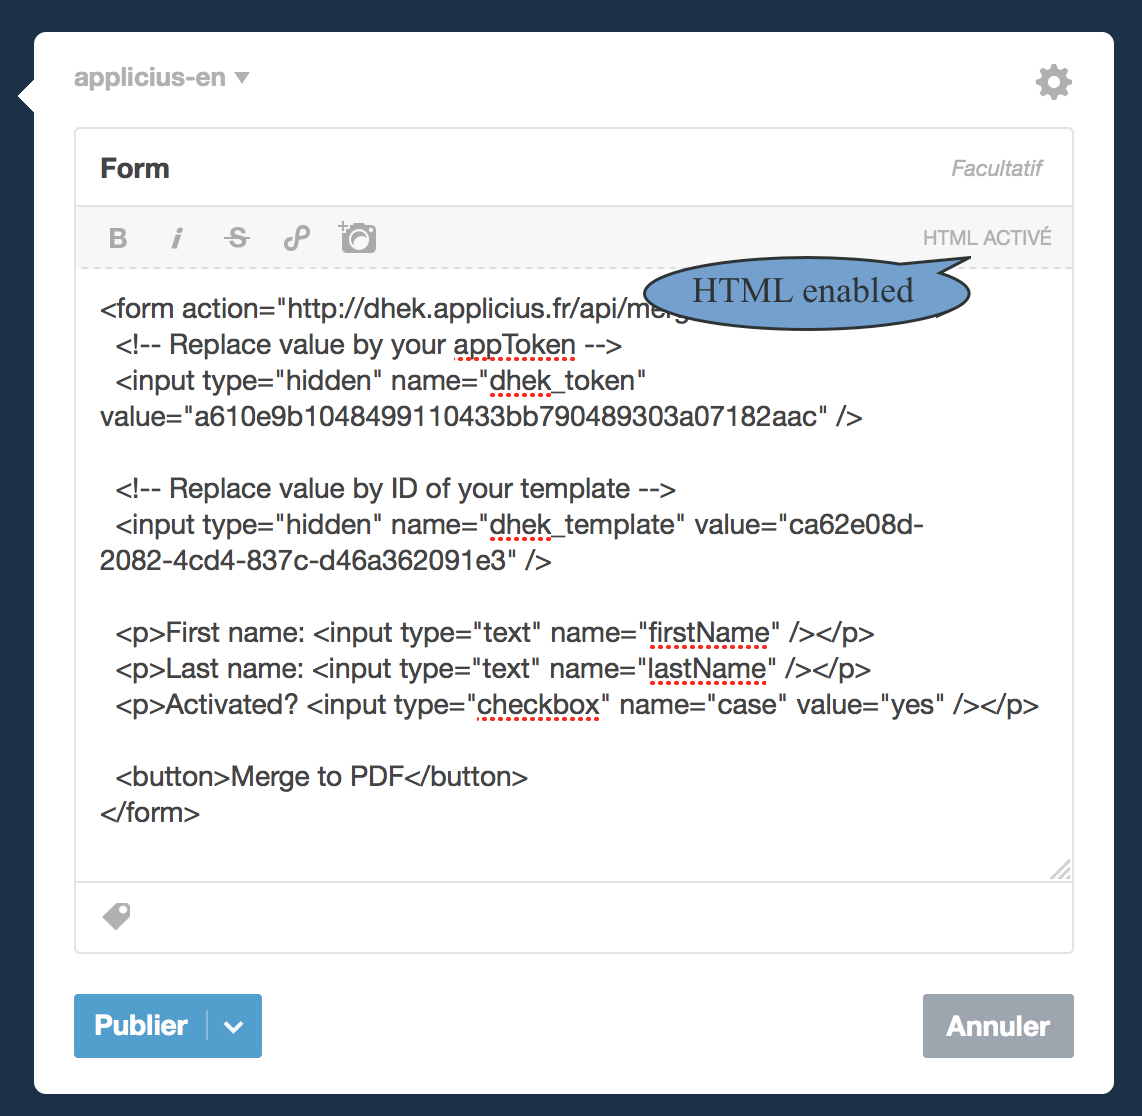 applicius-en
Form
Facultatif
B i S
HTML ACTIVÉ
HTML enabled
<form action="http://dhek.applicius.fr/api/merg
<!-- Replace value by your appToken -->
<input type="hidden" name="dhek_token"
value="a610e9b1048499110433bb790489303a07182aac" />
<!-- Replace value by ID of your template -->
<input type="hidden" name="dhek_template" value="ca62e08d-
2082-4cd4-837c-d46a362091e3" />
<p>First name: <input type="text" name="firstName" /></p>
<p>Last name: <input type="text" name="lastName" /></p>
<p>Activated? <input type="checkbox" name="case" value="yes" /></p>
<button>Merge to PDF</button>
</form>
Publier
Annuler